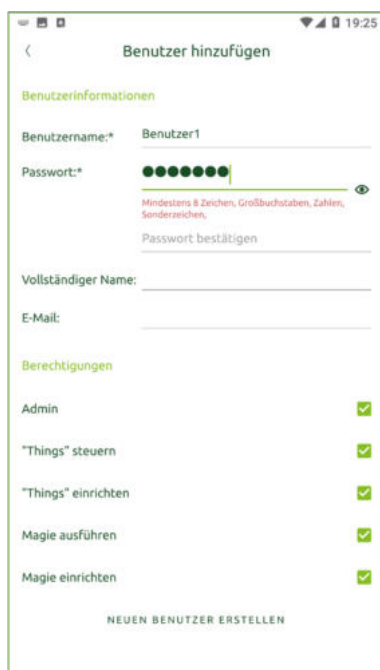 19:25
Benutzer hinzufügen
Benutzerinformationen
Benutzername:* Benutzer1
Passwort:*
Mindestens 8 Zeichen, Großbuchstaben, Zahlen,
Sonderzeichen,
Passwort bestätigen
Vollständiger Name:
E-Mail:
Berechtigungen
Admin
"Things" steuern
"Things" einrichten
Magie ausführen
Magie einrichten
NEUEN BENUTZER ERSTELLEN